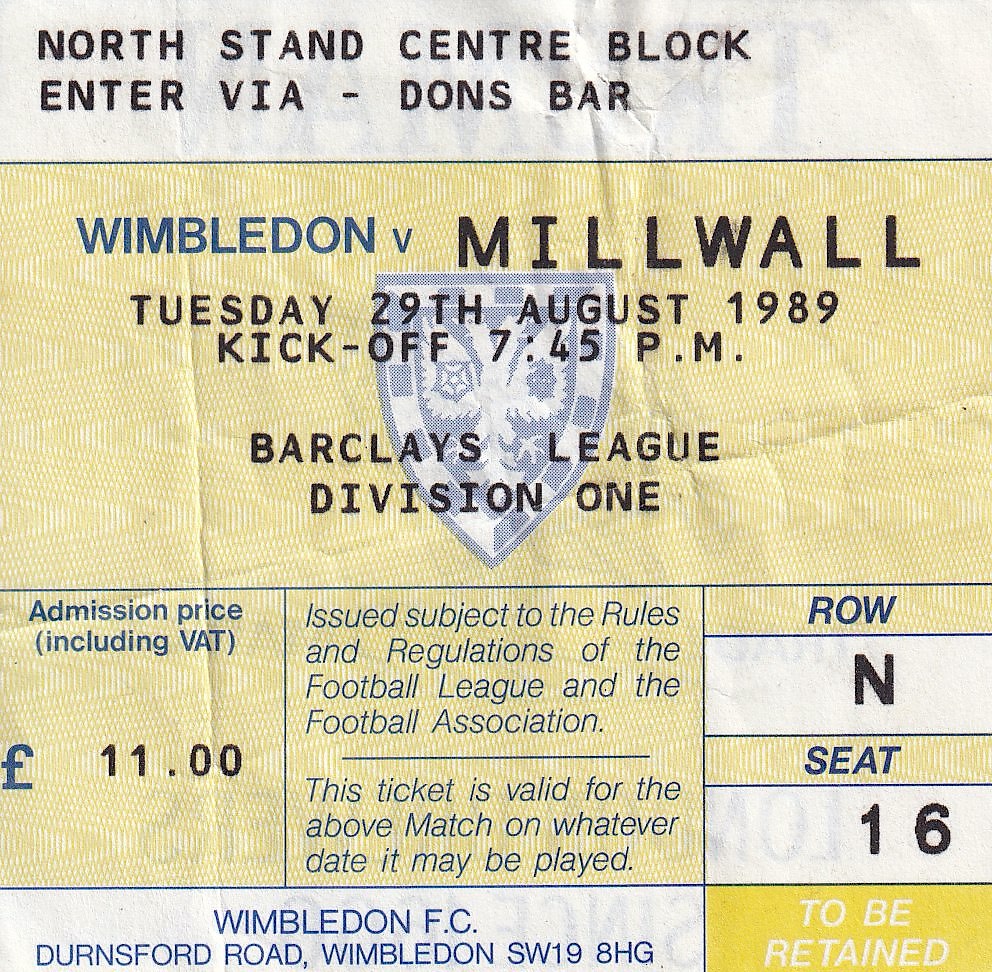 NORTH STAND CENTRE BLOCK
ENTER VIA - DONS BAR
WIMBLEDON v MILLWALL
TUESDAY 29TH AUGUST 1989
KICK-OFF 7:45 P.M.
BARCLAYS LEAGUE
DIVISION ONE
Admission price
(including VAT)
£ 11.00
Issued subject to the Rules
and Regulations of the
Football League and the
Football Association.
This ticket is valid for the
above Match on whatever
date it may be played.
ROW
N
SEAT
16
WIMBLEDON F.C.
DURNSFORD ROAD, WIMBLEDON SW19 8HG
TO BE
RETAINED